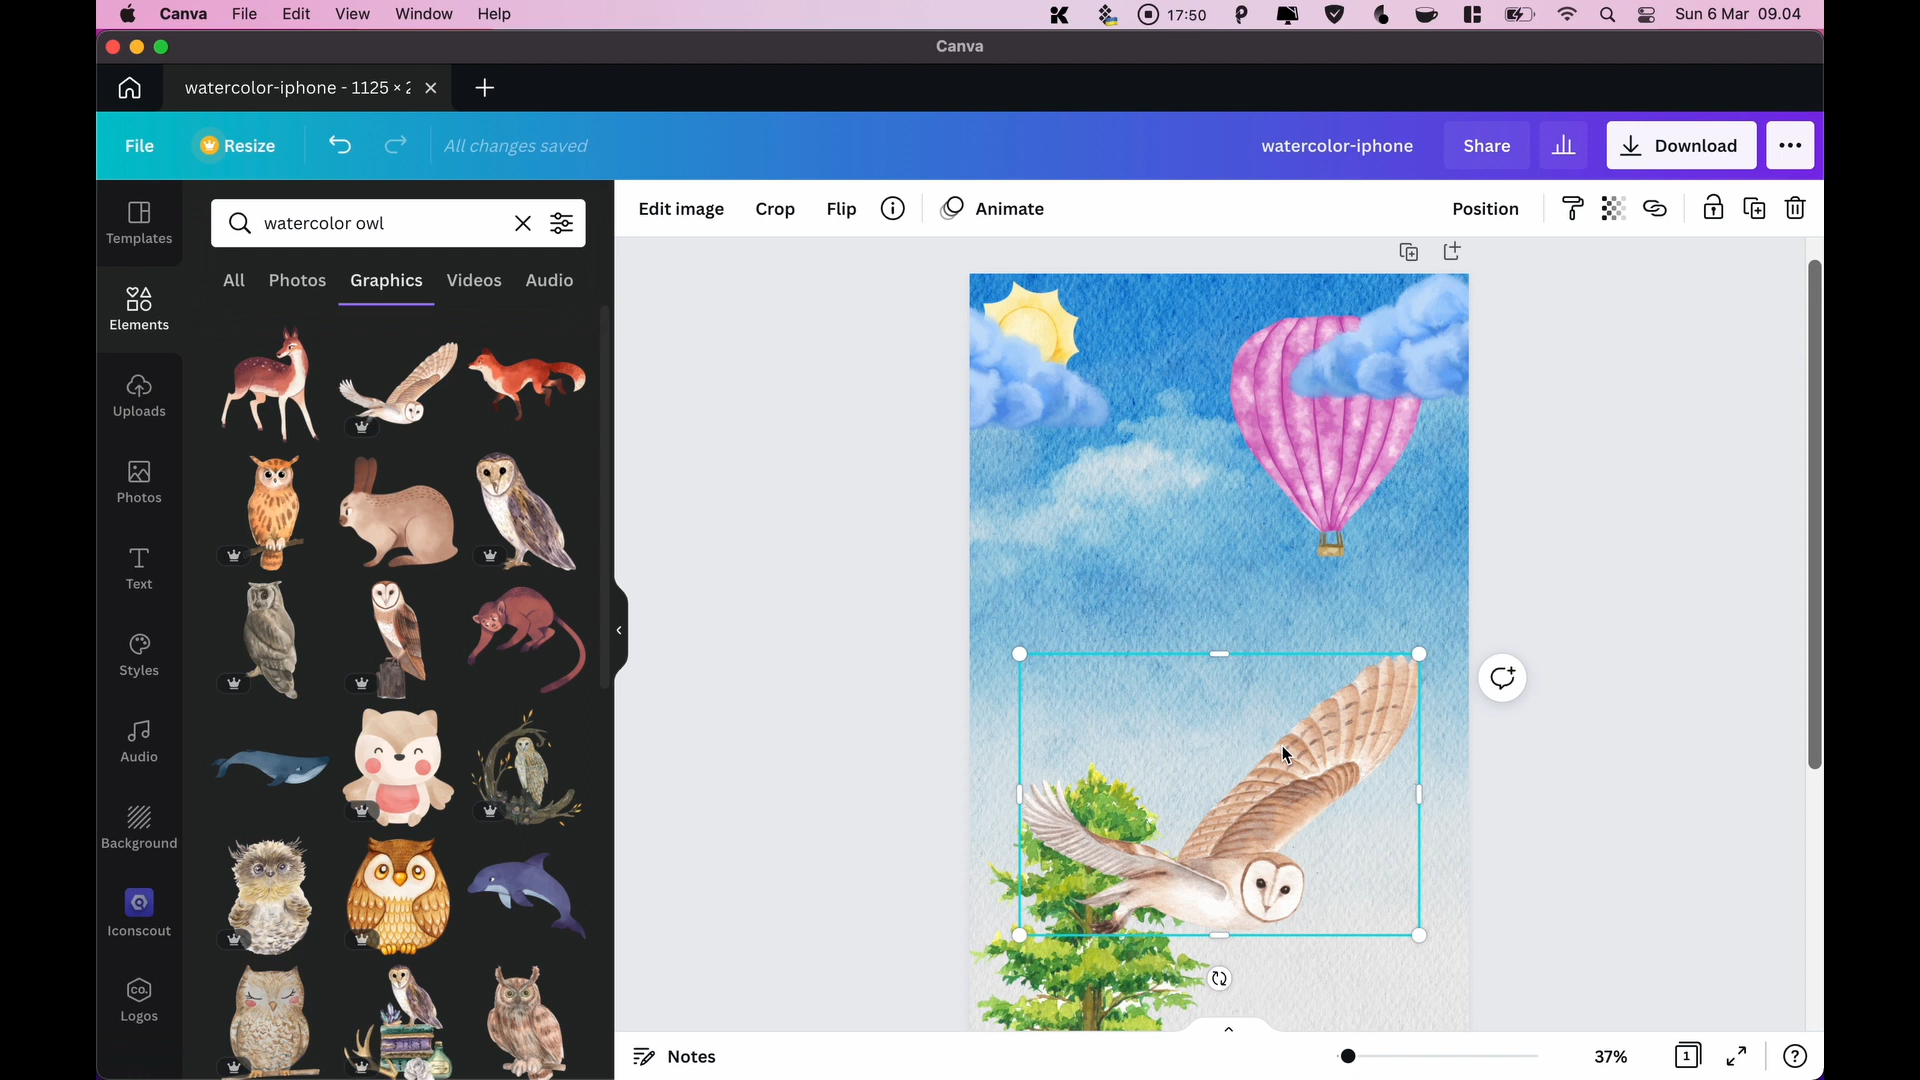 Canva File Edit View Window Help 17:50 Sun 6 Mar 09.04
Canva
watercolor-iphone - 1125 × 2
File Resize All changes saved watercolor-iphone Share Download
Templates
watercolor owl
Edit image Crop Flip Animate Position
All Photos Graphics Videos Audio
Elements
Uploads
Photos
Text
Styles
Audio
Background
Iconscout
CO.
Logos
Notes 37% 1 ?